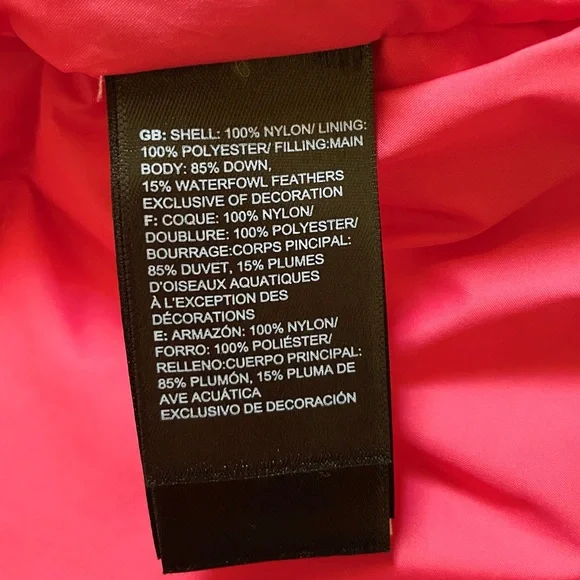 GB: SHELL: 100% NYLON/ LINING:
100% POLYESTER/ FILLING:MAIN
BODY: 85% DOWN,
15% WATERFOWL FEATHERS
EXCLUSIVE OF DECORATION
F: COQUE: 100% NYLON/
DOUBLURE: 100% POLYESTER/
BOURRAGE:CORPS PINCIPAL:
85% DUVET, 15% PLUMES
D'OISEAUX AQUATIQUES
À L'EXCEPTION DES
DÉCORATIONS
E: ARMAZÓN: 100% NYLON/
FORRO: 100% POLIÉSTER/
RELLENO:CUERPO PRINCIPAL:
85% PLUMÓN, 15% PLUMA DE
AVE ACUÁTICA
EXCLUSIVO DE DECORACIÓN